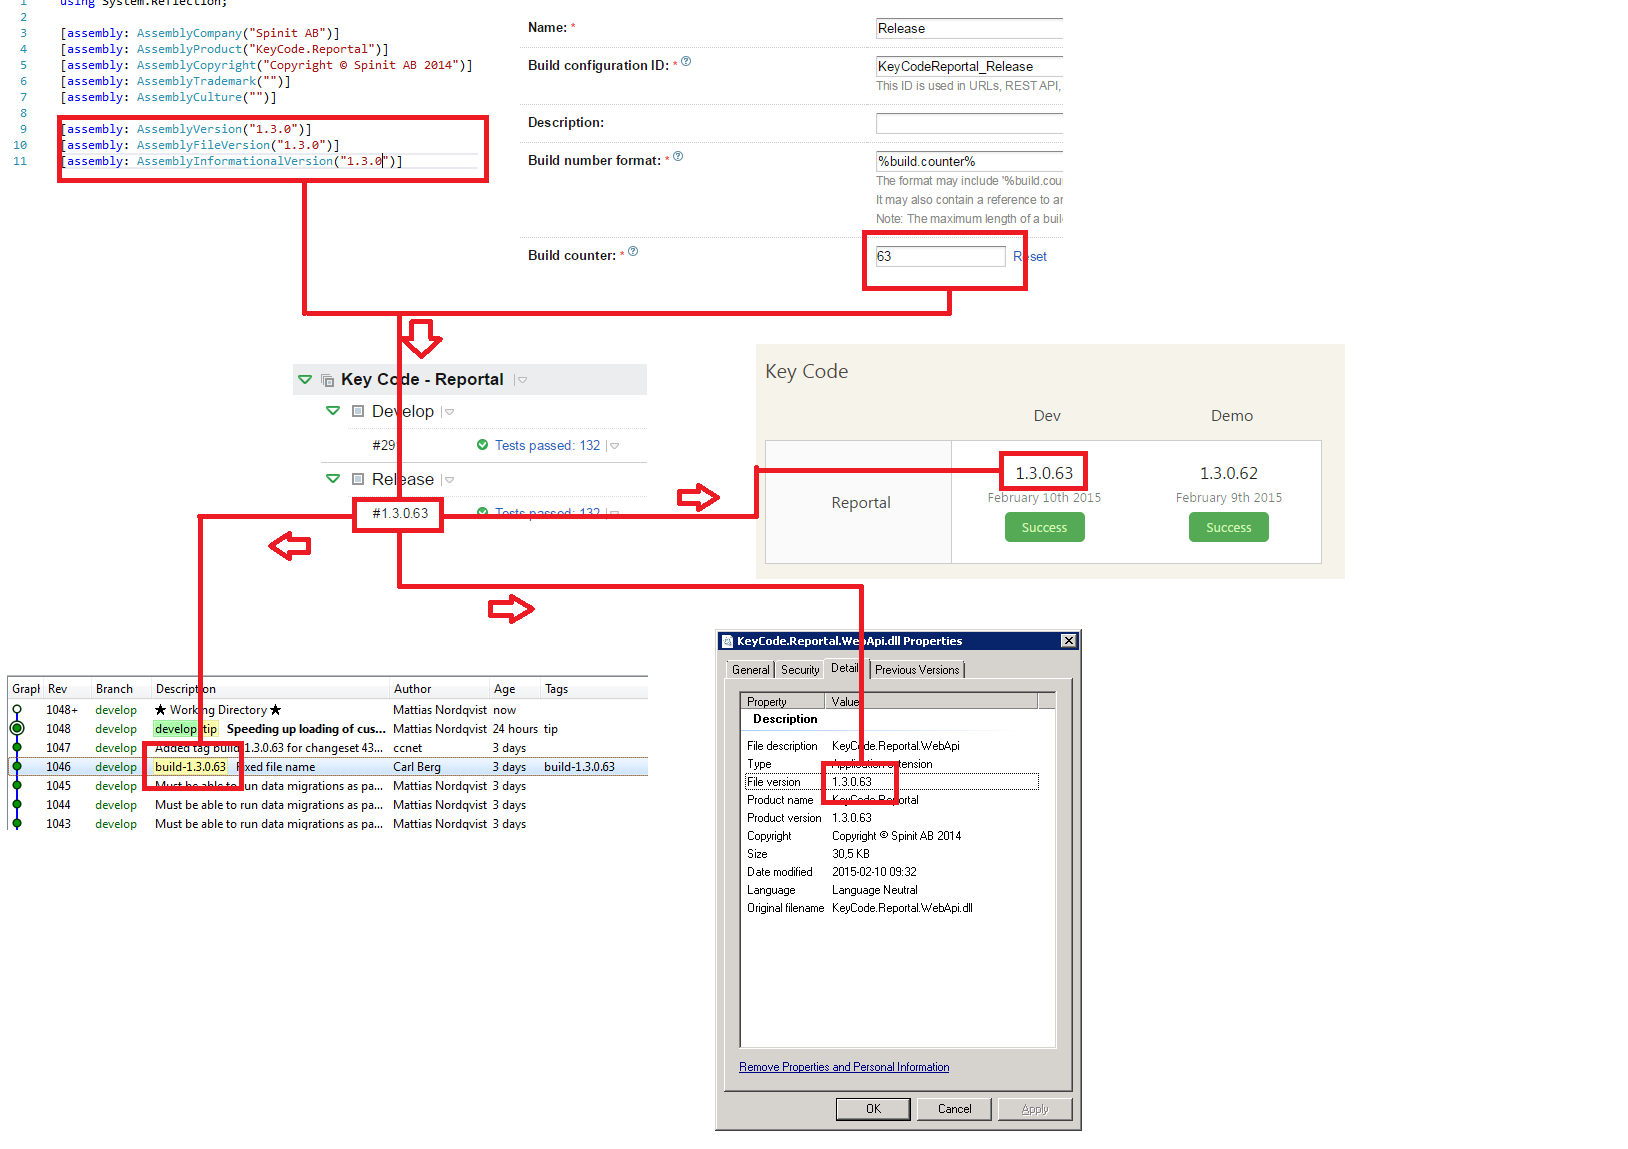 1 using System.Reflection;
2
3 [assembly: AssemblyCompany("Spinit AB")]
4 [assembly: AssemblyProduct("KeyCode.Reportal")]
5 [assembly: AssemblyCopyright("Copyright © Spinit AB 2014")]
6 [assembly: AssemblyTrademark("")]
7 [assembly: AssemblyCulture("")]
8
9 [assembly: AssemblyVersion("1.3.0")]
10 [assembly: AssemblyFileVersion("1.3.0")]
11 [assembly: AssemblyInformationalVersion("1.3.0")]
Name: * Release
Build configuration ID: * KeyCodeReportal_Release
This ID is used in URLs, REST API,
Description:
Build number format: * %build.counter%
The format may include '%build.cou
It may also contain a reference to an
Note: The maximum length of a buil
Build counter: * 63 Reset
Key Code - Reportal
Develop
#29 Tests passed: 132
Release
#1.3.0.63 Tests passed: 132
Key Code
Dev Demo
Reportal 1.3.0.63 1.3.0.62
February 10th 2015 February 9th 2015
Success Success
Graph Rev Branch Description Author Age Tags
1048+ develop ★ Working Directory ★ Mattias Nordqvist now
1048 develop develop tip Speeding up loading of cus... Mattias Nordqvist 24 hours tip
1047 develop Added tag build-1.3.0.63 for changeset 43... ccnet 3 days
1046 develop build-1.3.0.63 Fixed file name Carl Berg 3 days build-1.3.0.63
1045 develop Must be able to run data migrations as pa... Mattias Nordqvist 3 days
1044 develop Must be able to run data migrations as pa... Mattias Nordqvist 3 days
1043 develop Must be able to run data migrations as pa... Mattias Nordqvist 3 days
KeyCode.Reportal.WebApi.dll Properties
General Security Details Previous Versions
Property Value
Description
File description KeyCode.Reportal.WebApi
Type Application extension
File version 1.3.0.63
Product name KeyCode.Reportal
Product version 1.3.0.63
Copyright Copyright © Spinit AB 2014
Size 30,5 KB
Date modified 2015-02-10 09:32
Language Language Neutral
Original filename KeyCode.Reportal.WebApi.dll
Remove Properties and Personal Information
OK Cancel Apply